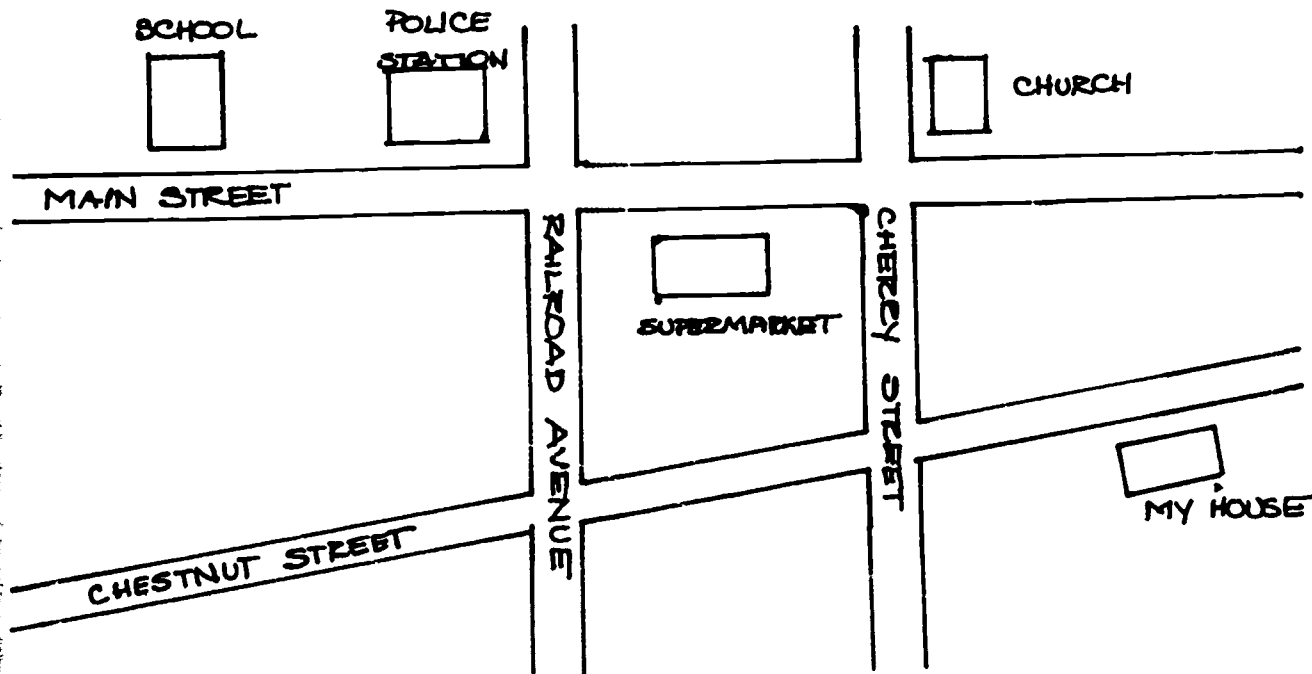 SCHOOL
POLICE
STATION
CHURCH
MAIN STREET
RAILROAD AVENUE
CHERRY STREET
SUPERMARKET
MY HOUSE
CHESTNUT STREET